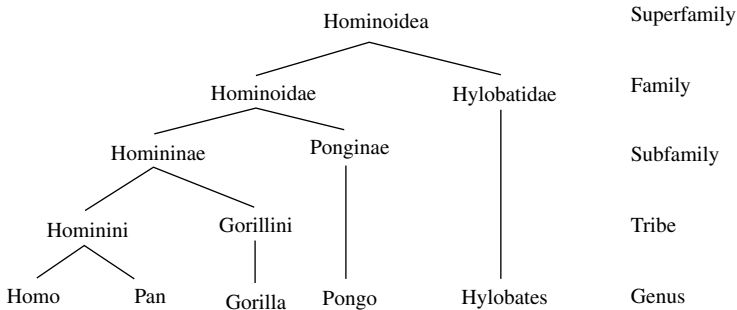 Hominoidea Superfamily
Hominoidae Hylobatidae Family
Homininae Ponginae Subfamily
Hominini Gorillini Tribe
Homo Pan Gorilla Pongo Hylobates Genus